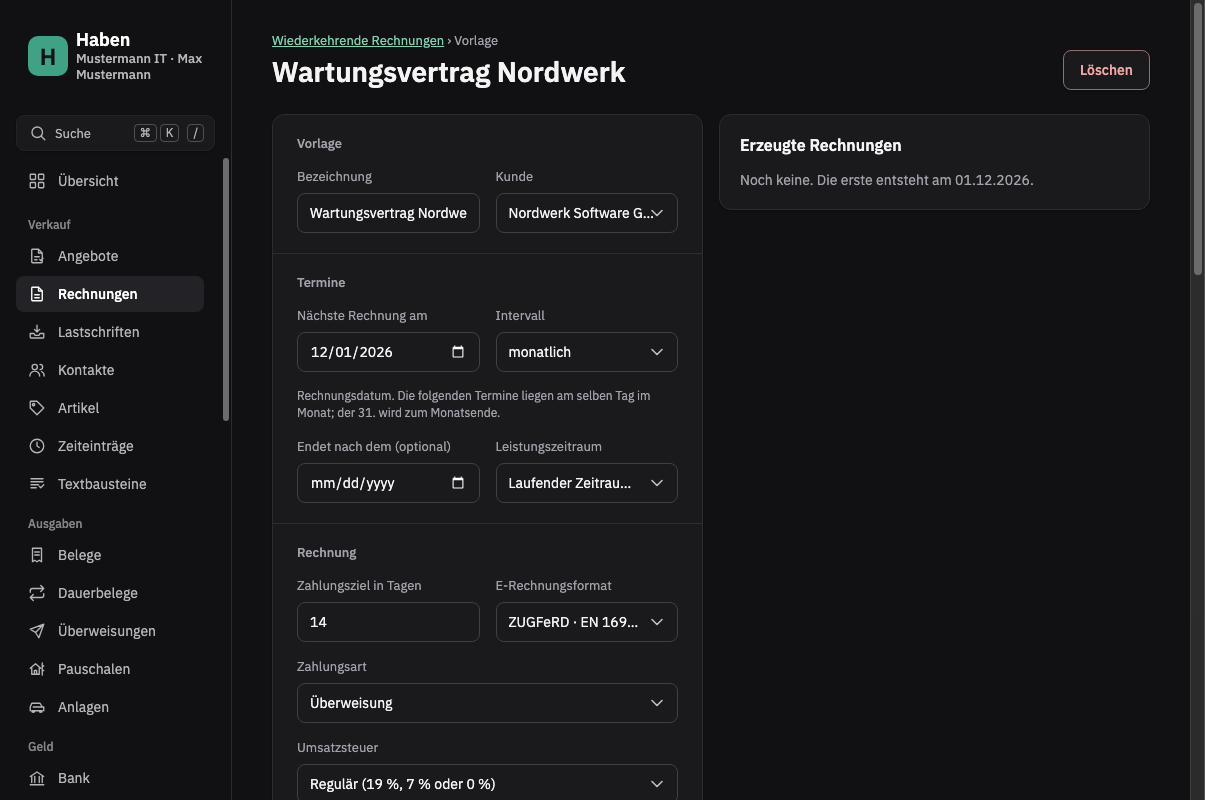 H
Haben
Mustermann IT · Max
Mustermann
Suche
⌘ K /
Übersicht
Verkauf
Angebote
Rechnungen
Lastschriften
Kontakte
Artikel
Zeiteinträge
Textbausteine
Ausgaben
Belege
Dauerbelege
Überweisungen
Pauschalen
Anlagen
Geld
Bank
Wiederkehrende Rechnungen › Vorlage
Wartungsvertrag Nordwerk
Löschen
Vorlage
Bezeichnung
Kunde
Wartungsvertrag Nordwe
Nordwerk Software G...
Termine
Nächste Rechnung am
Intervall
12/01/2026
monatlich
Rechnungsdatum. Die folgenden Termine liegen am selben Tag im
Monat; der 31. wird zum Monatsende.
Endet nach dem (optional)
Leistungszeitraum
mm/dd/yyyy
Laufender Zeitrau...
Rechnung
Zahlungsziel in Tagen
E-Rechnungsformat
14
ZUGFeRD · EN 169...
Zahlungsart
Überweisung
Umsatzsteuer
Regulär (19 %, 7 % oder 0 %)
Erzeugte Rechnungen
Noch keine. Die erste entsteht am 01.12.2026.